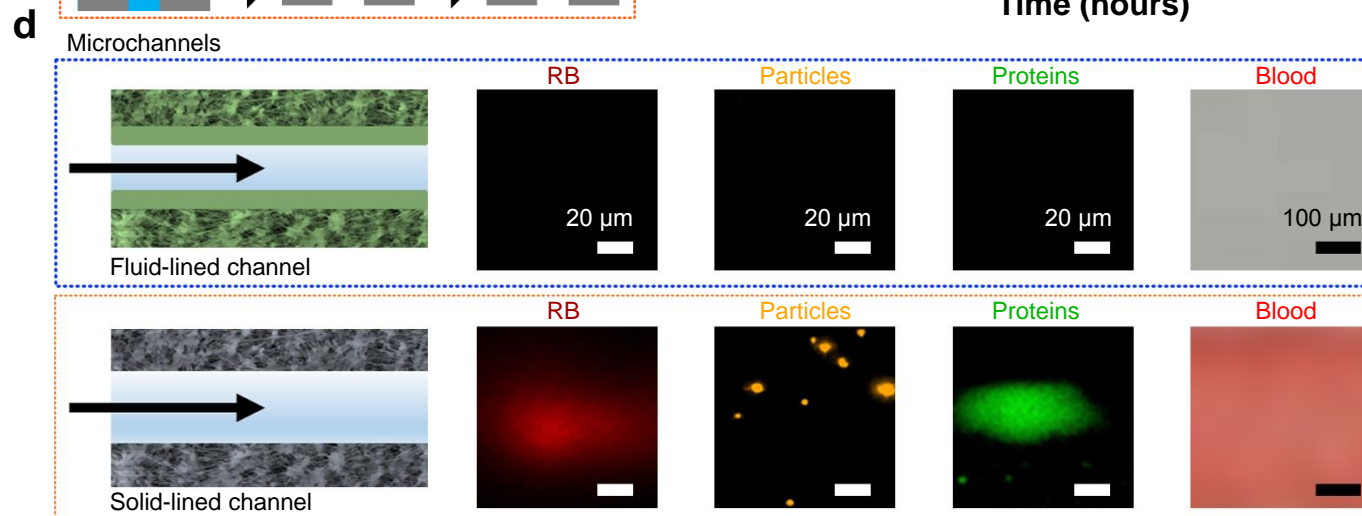 Time (hours)
d
Microchannels
RB Particles Proteins Blood
20 µm 20 µm 20 µm 100 µm
Fluid-lined channel
RB Particles Proteins Blood
Solid-lined channel